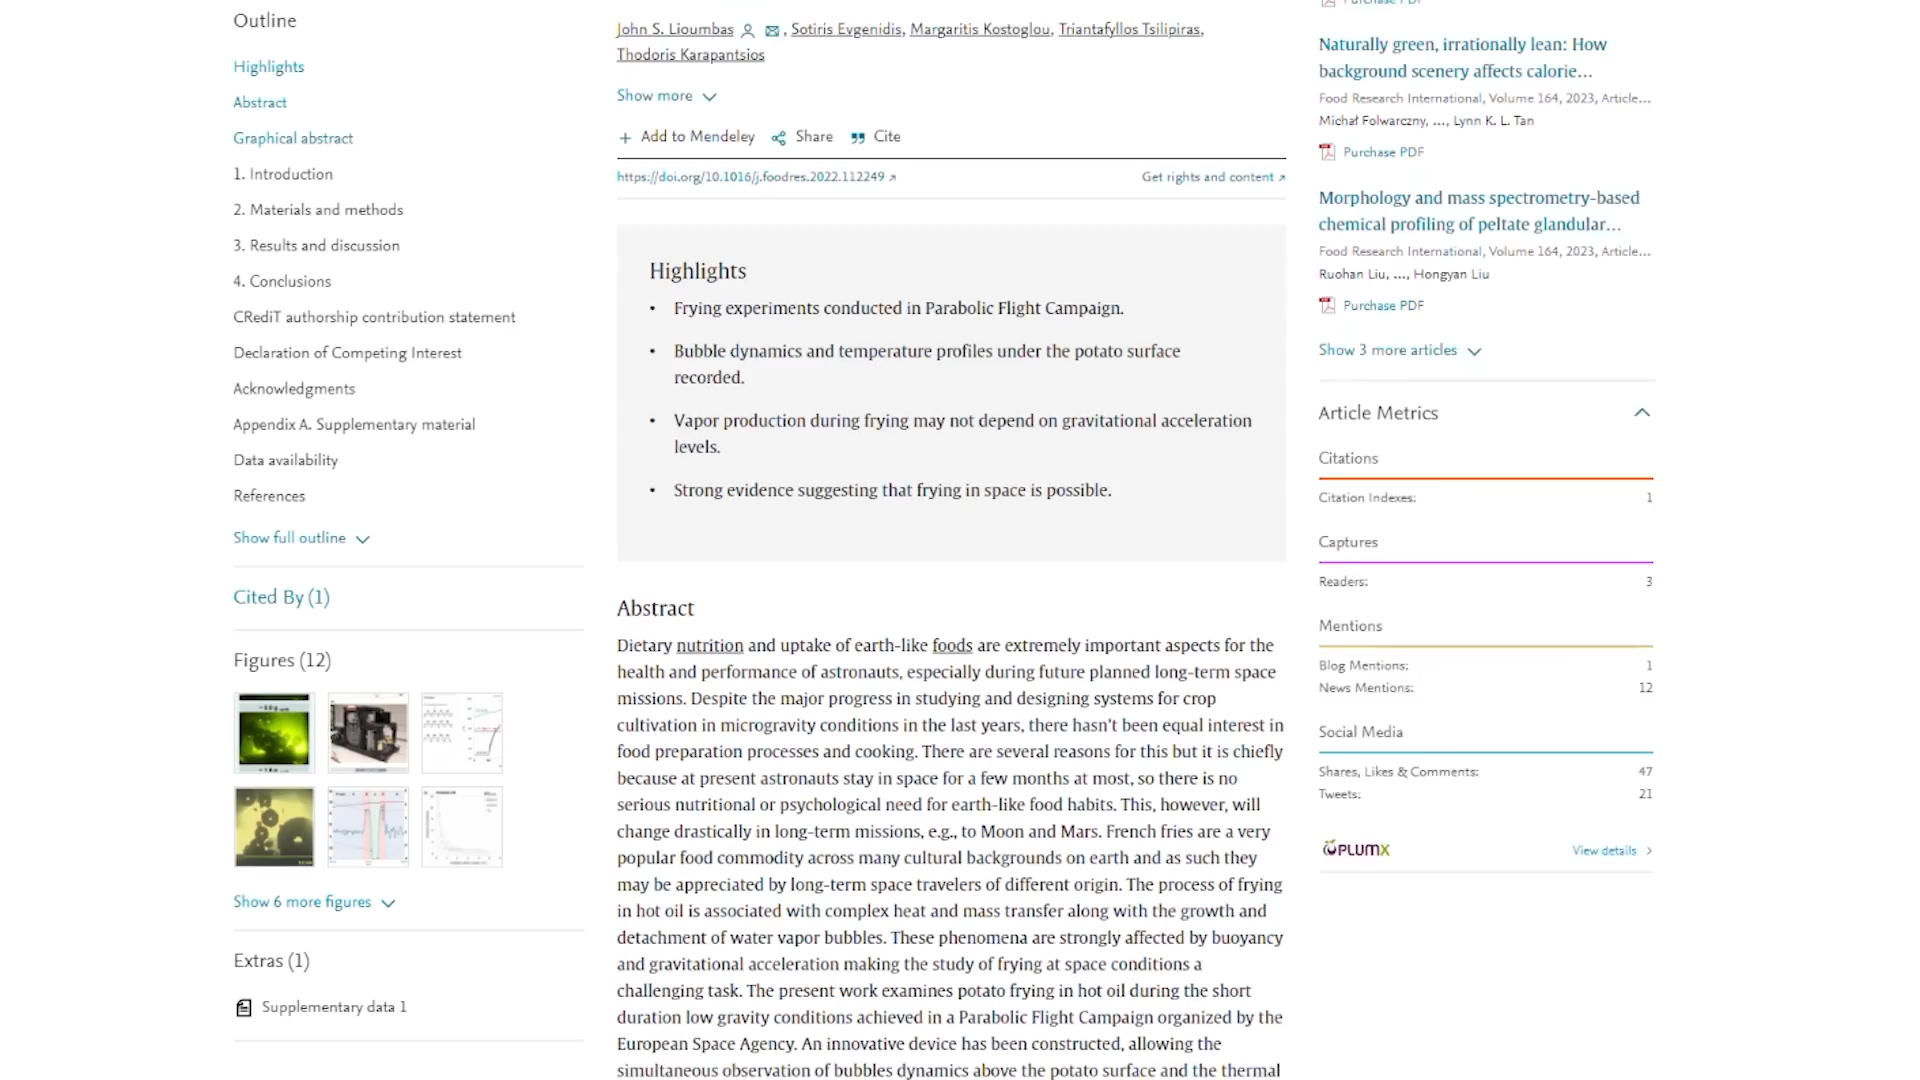 Outline
Highlights
Abstract
Graphical abstract
1. Introduction
2. Materials and methods
3. Results and discussion
4. Conclusions
CRediT authorship contribution statement
Declaration of Competing Interest
Acknowledgments
Appendix A. Supplementary material
Data availability
References
Show full outline
Cited By (1)
Figures (12)
Show 6 more figures
Extras (1)
Supplementary data 1
John S. Lioumbas , Sotiris Evgenidis, Margaritis Kostoglou, Triantafyllos Tsilipiras,
Thodoris Karapantsios
Show more
+ Add to Mendeley Share Cite
https://doi.org/10.1016/j.foodres.2022.112249 Get rights and content
Highlights
• Frying experiments conducted in Parabolic Flight Campaign.
• Bubble dynamics and temperature profiles under the potato surface
recorded.
• Vapor production during frying may not depend on gravitational acceleration
levels.
• Strong evidence suggesting that frying in space is possible.
Abstract
Dietary nutrition and uptake of earth-like foods are extremely important aspects for the
health and performance of astronauts, especially during future planned long-term space
missions. Despite the major progress in studying and designing systems for crop
cultivation in microgravity conditions in the last years, there hasn't been equal interest in
food preparation processes and cooking. There are several reasons for this but it is chiefly
because at present astronauts stay in space for a few months at most, so there is no
serious nutritional or psychological need for earth-like food habits. This, however, will
change drastically in long-term missions, e.g., to Moon and Mars. French fries are a very
popular food commodity across many cultural backgrounds on earth and as such they
may be appreciated by long-term space travelers of different origin. The process of frying
in hot oil is associated with complex heat and mass transfer along with the growth and
detachment of water vapor bubbles. These phenomena are strongly affected by buoyancy
and gravitational acceleration making the study of frying at space conditions a
challenging task. The present work examines potato frying in hot oil during the short
duration low gravity conditions achieved in a Parabolic Flight Campaign organized by the
European Space Agency. An innovative device has been constructed, allowing the
simultaneous observation of bubbles dynamics above the potato surface and the thermal
Purchase PDF
Naturally green, irrationally lean: How
background scenery affects calorie...
Food Research International, Volume 164, 2023, Article...
Michał Folwarczny, ..., Lynn K. L. Tan
Purchase PDF
Morphology and mass spectrometry-based
chemical profiling of peltate glandular...
Food Research International, Volume 164, 2023, Article...
Ruohan Liu, ..., Hongyan Liu
Purchase PDF
Show 3 more articles
Article Metrics
Citations
Citation Indexes: 1
Captures
Readers: 3
Mentions
Blog Mentions: 1
News Mentions: 12
Social Media
Shares, Likes & Comments: 47
Tweets: 21
PLUMX View details